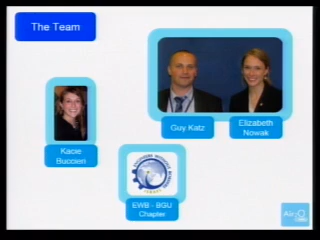 The Team
Guy Katz
Elizabeth
Nowak
Kacie
Buccieri
EWB - BGU
Chapter